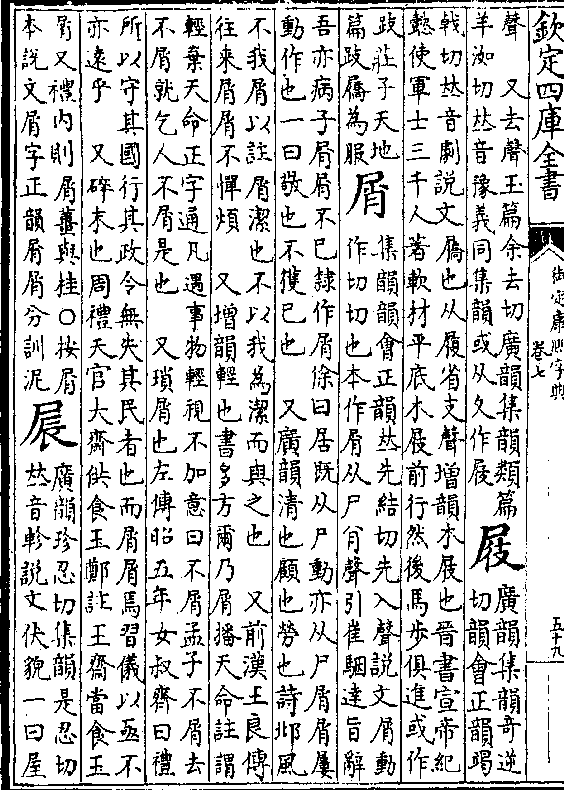 欽定四庫全書
御定康熙字典
卷七
五十九
聲　又去聲玉篇余去切廣韻集韻類篇
羊洳切𠀤音豫義同集韻或从久作屐
屐
廣韻集韻奇逆
切韻會正韻竭
戟切𠀤音劇說文屩也从履省支聲增韻木屐也晉書宣帝紀
懿使軍士三千人著軟材平底木屐前行然後馬步俱進或作
跂莊子天地
篇跂屩為服
屑
集韻韻會正韻𠀤先結切先入聲說文屑動
作切切也本作屑从尸㕯聲引崔駰達旨辭
吾亦病子屑屑不已隸作屑徐曰居既从尸動亦从尸屑屑屢
動作也一曰敬也不獲已也　又廣韻清也顧也勞也詩邶風
不我屑以註屑潔也不以我為潔而與之也　又前漢王良傳
往來屑屑不憚煩　又增韻輕也書多方爾乃屑播天命註謂
輕棄天命正字通凡遇事物輕視不加意曰不屑孟子不屑去
不屑就乞人不屑是也　又瑣屑也左傳昭五年女叔齊曰禮
所以守其國行其政令無失其民者也而屑屑焉習儀以亟不
亦遠乎　又碎末也周禮天官大齋供食玉鄭註王齋當食玉
屑又禮內則屑薑與桂○按屑
本說文屑字正韻屑屑分訓泥
屒
廣韻珍忍切集韻是忍切
𠀤音軫說文伏貌一曰屋